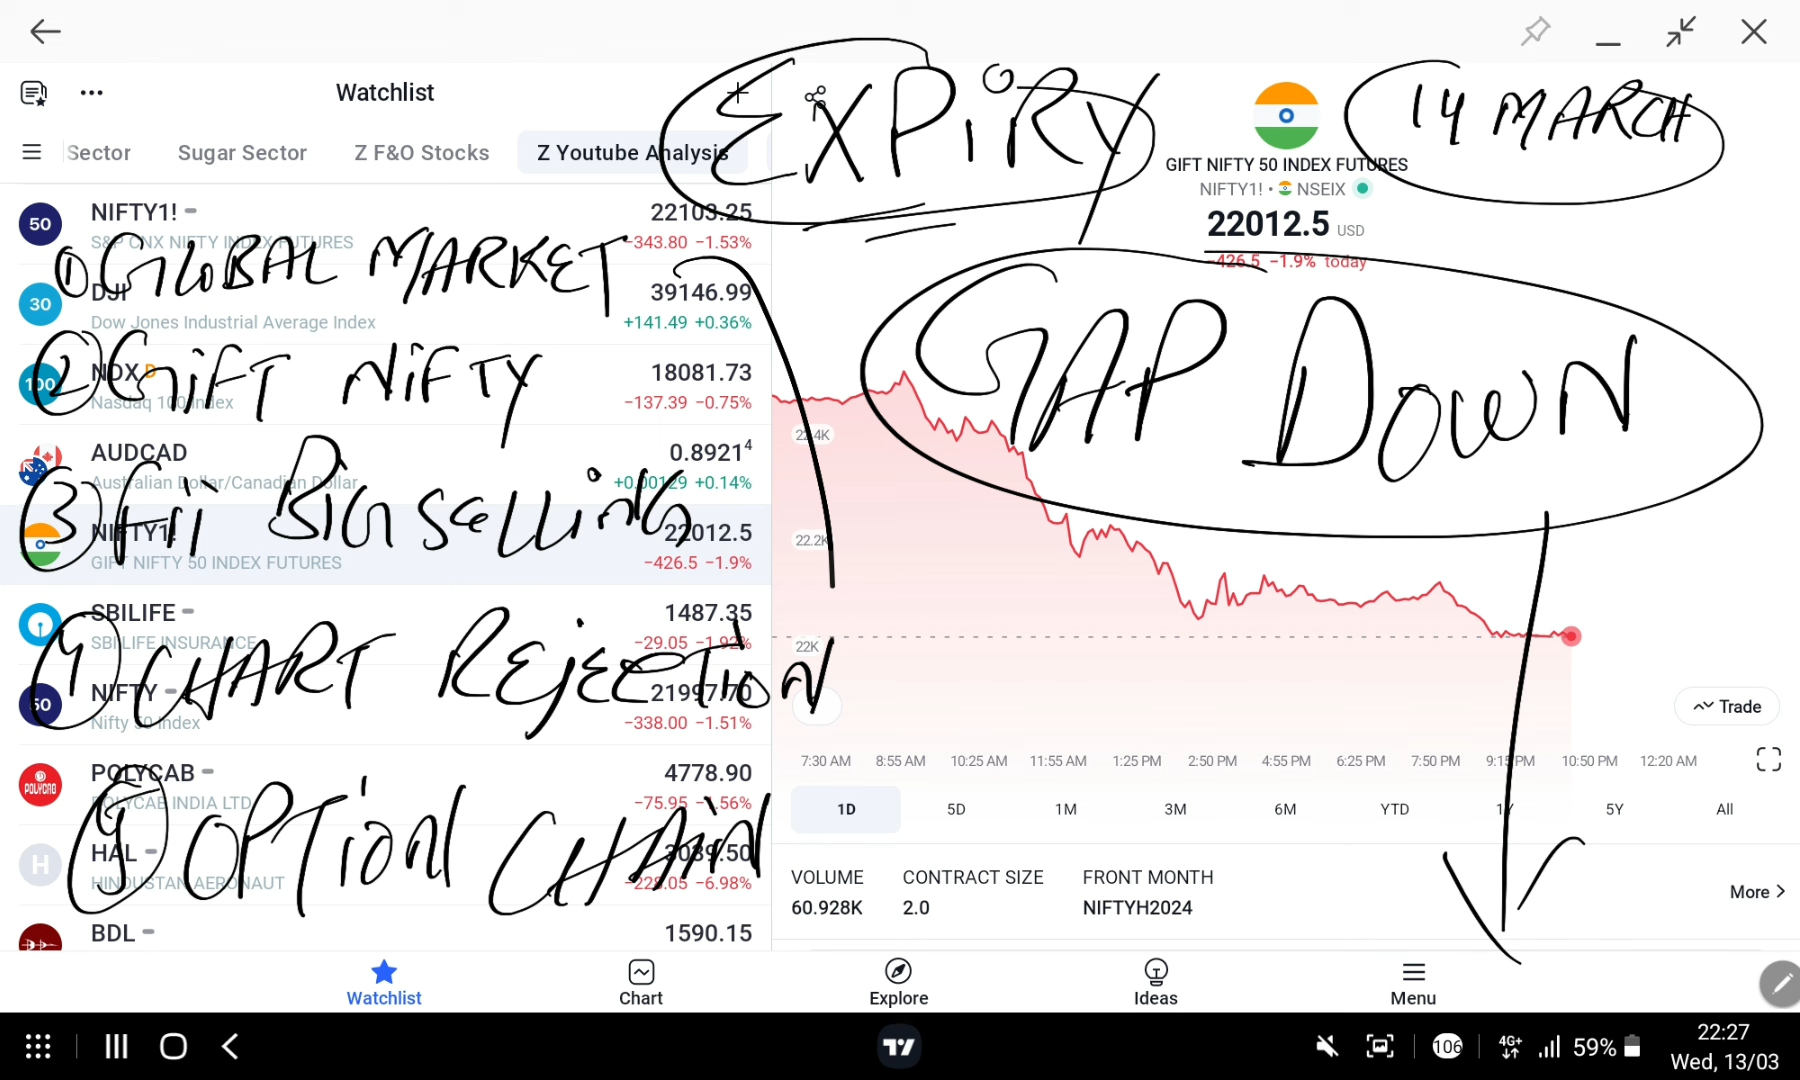 Watchlist
Sector Sugar Sector Z F&O Stocks Z Youtube Analysis
EXPIRY
14 MARCH
GIFT NIFTY 50 INDEX FUTURES
NIFTY1! • NSEIX
22012.5 USD
−426.5 −1.9% today
GAP DOWN
50 NIFTY1! 22103.25
S&P CNX NIFTY INDEX FUTURES −343.80 −1.53%
① GLOBAL MARKET
30 DJI 39146.99
Dow Jones Industrial Average Index +141.49 +0.36%
② GiFT NiFTY
100 NDX D 18081.73
Nasdaq 100 Index −137.39 −0.75%
AUDCAD 0.8921⁴
Australian Dollar/Canadian Dollar +0.00129 +0.14%
③ Fii BiG Selling
NIFTY1! 22012.5
GIFT NIFTY 50 INDEX FUTURES −426.5 −1.9%
SBILIFE 1487.35
SBI LIFE INSURANCE −29.05 −1.92%
④ CHART REjECTioN
50 NIFTY 21997.70
Nifty 50 Index −338.00 −1.51%
POLYCAB 4778.90
POLYCAB INDIA LTD −75.95 −1.56%
⑤ OPTioN CHAiN
H HAL 3039.50
HINDUSTAN AERONAUT −228.05 −6.98%
BDL 1590.15
22.4K
22.2K
22K
Trade
7:30 AM 8:55 AM 10:25 AM 11:55 AM 1:25 PM 2:50 PM 4:55 PM 6:25 PM 7:50 PM 9:15 PM 10:50 PM 12:20 AM
1D 5D 1M 3M 6M YTD 1Y 5Y All
VOLUME CONTRACT SIZE FRONT MONTH
60.928K 2.0 NIFTYH2024
More
Watchlist Chart Explore Ideas Menu
106 4G+ 59% 22:27
Wed, 13/03